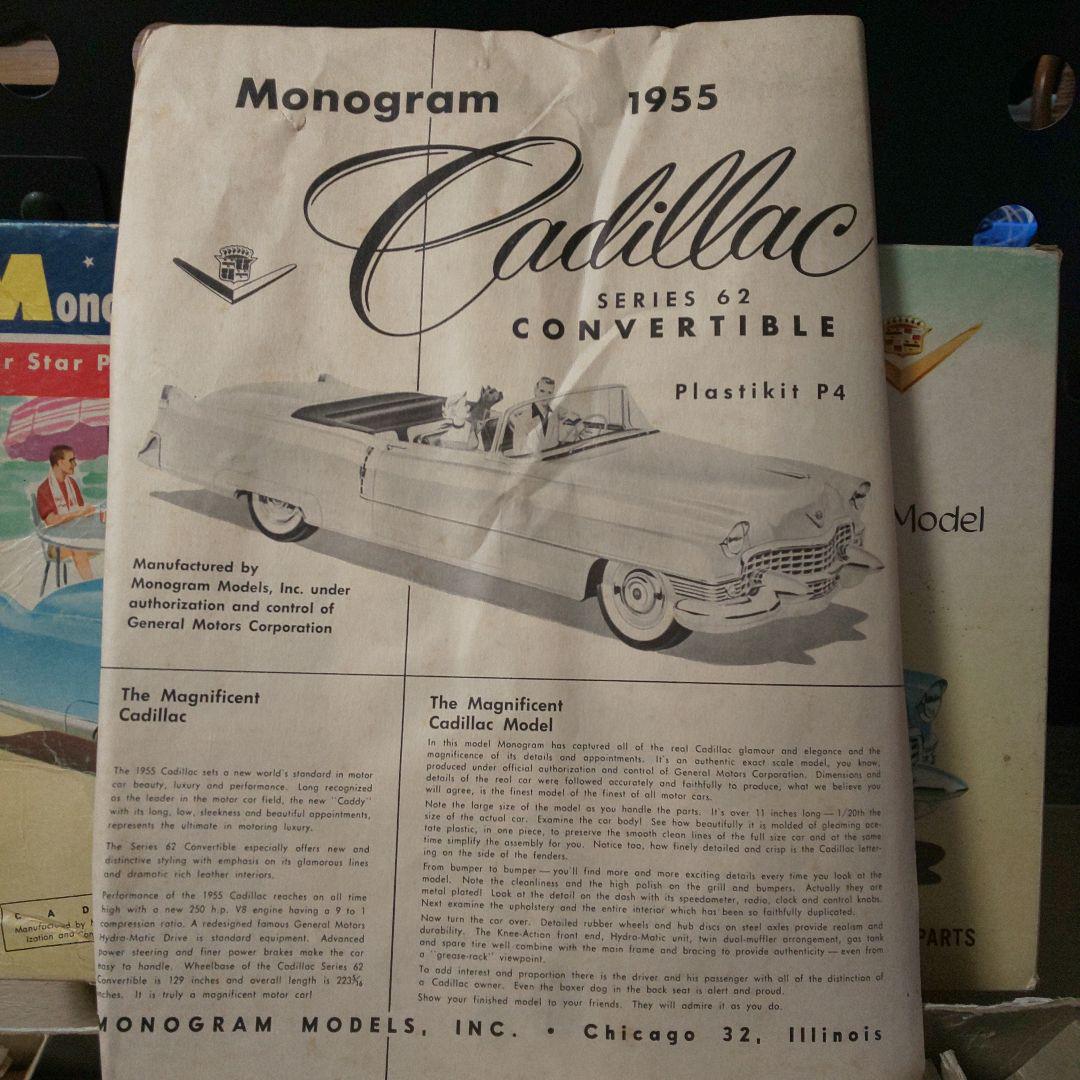 Monogram 1955
Cadillac
SERIES 62
CONVERTIBLE
Plastikit P4
Manufactured by
Monogram Models, Inc. under
authorization and control of
General Motors Corporation
The Magnificent
Cadillac
The 1955 Cadillac sets a new world's standard in motor
car beauty, luxury and performance. Long recognized
as the leader in the motor car field, the new "Caddy"
with its long, low, sleekness and beautiful appointments,
represents the ultimate in motoring luxury.
The Series 62 Convertible especially offers new and
distinctive styling with emphasis on its glamorous lines
and dramatic rich leather interiors.
Performance of the 1955 Cadillac reaches an all time
high with a new 250 h.p. V8 engine having a 9 to 1
compression ratio. A redesigned famous General Motors
Hydra-Matic Drive is standard equipment. Advanced
power steering and finer power brakes make the car
easy to handle. Wheelbase of the Cadillac Series 62
Convertible is 129 inches and overall length is 223 5/16
inches. It is truly a magnificent motor car!
The Magnificent
Cadillac Model
In this model Monogram has captured all of the real Cadillac glamour and elegance and the
magnificence of its details and appointments. It's an authentic exact scale model, you know,
produced under official authorization and control of General Motors Corporation. Dimensions and
details of the real car were followed accurately and faithfully to produce, what we believe you
will agree, is the finest model of the finest of all motor cars.
Note the large size of the model as you handle the parts. It's over 11 inches long — 1/20th the
size of the actual car. Examine the car body! See how beautifully it is molded of gleaming ace-
tate plastic, in one piece, to preserve the smooth clean lines of the full size car and at the same
time simplify the assembly for you. Notice too, how finely detailed and crisp is the Cadillac letter-
ing on the side of the fenders.
From bumper to bumper — you'll find more and more exciting details every time you look at the
model. Note the cleanliness and the high polish on the grill and bumpers. Actually they are
metal plated! Look at the detail on the dash with its speedometer, radio, clock and control knobs.
Next examine the upholstery and the entire interior which has been so faithfully duplicated.
Now turn the car over. Detailed rubber wheels and hub discs on steel axles provide realism and
durability. The Knee-Action front end, Hydra-Matic unit, twin dual-muffler arrangement, gas tank
and spare tire well combine with the main frame and bracing to provide authenticity — even from
a "grease-rack" viewpoint.
To add interest and proportion there is the driver and his passenger with all of the distinction of
a Cadillac owner. Even the boxer dog in the back seat is alert and proud.
Show your finished model to your friends. They will admire it as you do.
MONOGRAM MODELS, INC. • Chicago 32, Illinois
Mono
r Star P
C A D
Manufactured by
ization and Con
Model
PARTS